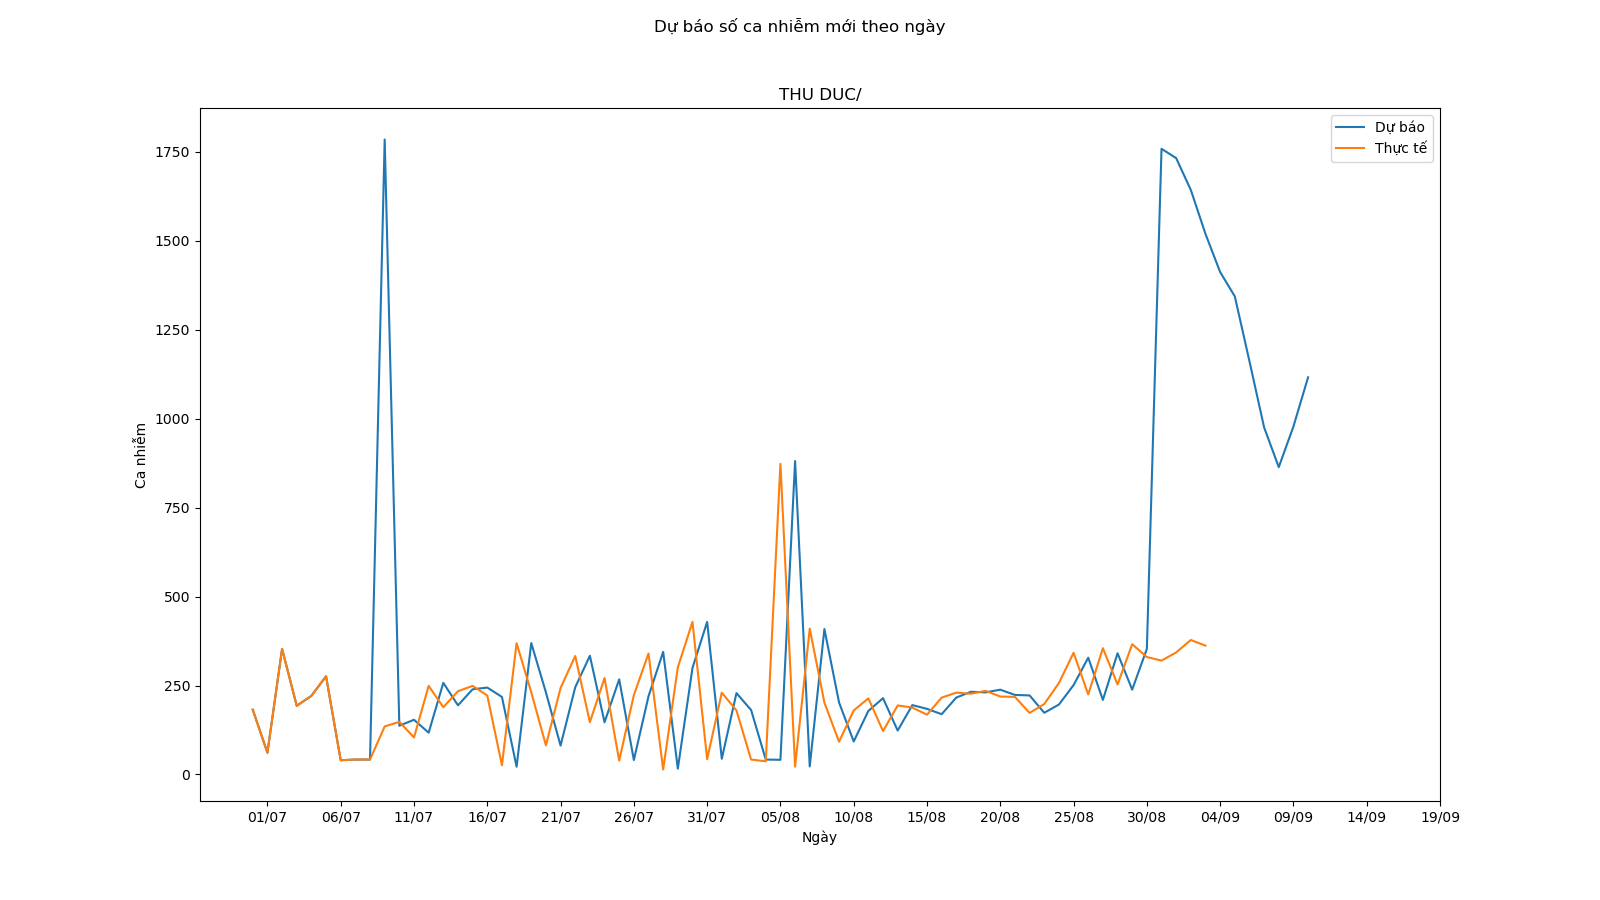 Dự báo số ca nhiễm mới theo ngày
THU DUC/
Dự báo
Thực tế
1750
1500
1250
1000
750
500
250
0
Ca nhiễm
01/07 06/07 11/07 16/07 21/07 26/07 31/07 05/08 10/08 15/08 20/08 25/08 30/08 04/09 09/09 14/09 19/09
Ngày